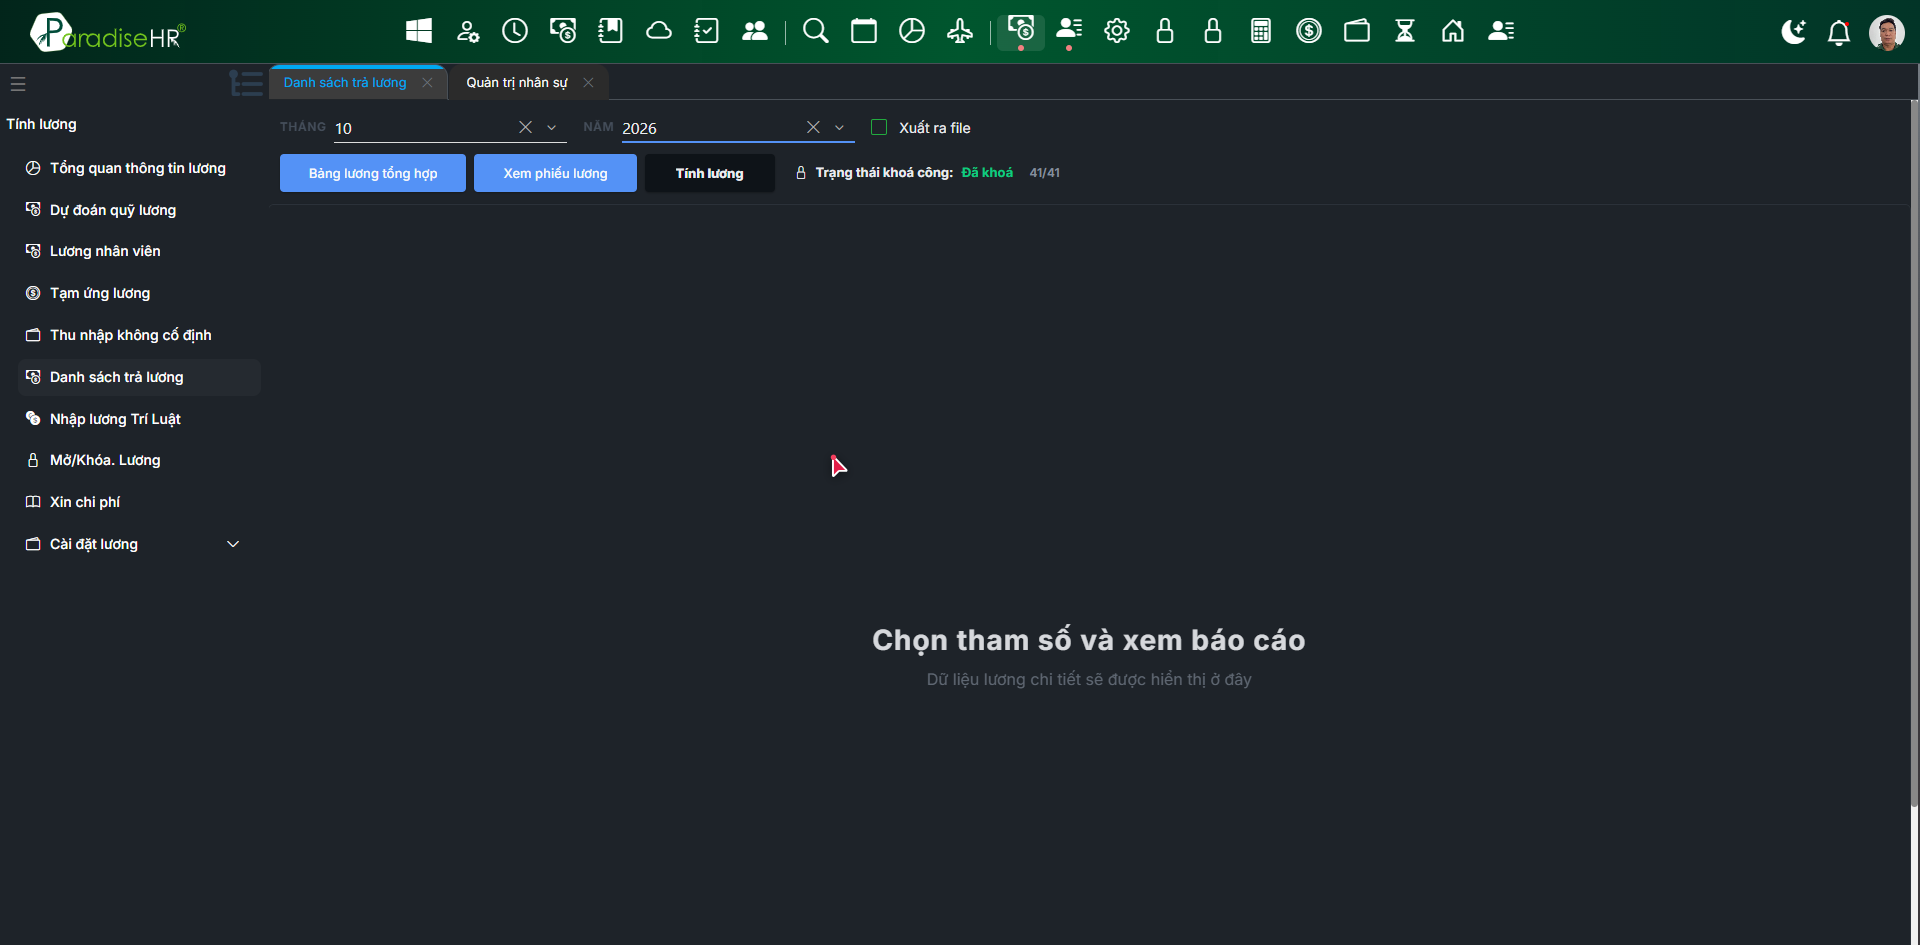 ParadiseHR®
Danh sách trả lương
Quản trị nhân sự
Tính lương
THÁNG 10
NĂM 2026
Xuất ra file
Bảng lương tổng hợp
Xem phiếu lương
Tính lương
Trạng thái khoá công: Đã khoá 41/41
Tổng quan thông tin lương
Dự đoán quỹ lương
Lương nhân viên
Tạm ứng lương
Thu nhập không cố định
Danh sách trả lương
Nhập lương Trí Luật
Mở/Khóa. Lương
Xin chi phí
Cài đặt lương
Chọn tham số và xem báo cáo
Dữ liệu lương chi tiết sẽ được hiển thị ở đây